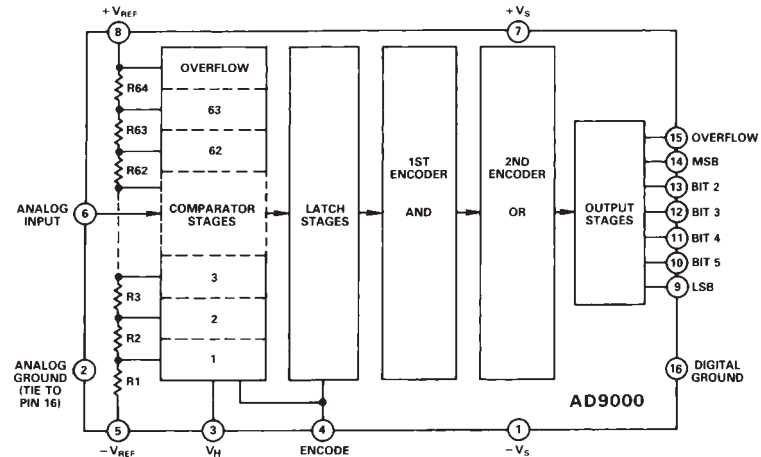 + VREF
+ VS
8
7
OVERFLOW
R64
63
R63
62
R62
15 OVERFLOW
14 MSB
13 BIT 2
12 BIT 3
11 BIT 4
10 BIT 5
9 LSB
1ST
ENCODER
AND
2ND
ENCODER
OR
OUTPUT
STAGES
ANALOG
INPUT
6
COMPARATOR
STAGES
LATCH
STAGES
3
R3
2
R2
1
R1
ANALOG
GROUND
(TIE TO
PIN 16)
2
16
DIGITAL
GROUND
AD9000
5
3
4
1
− VREF
VH
ENCODE
− VS